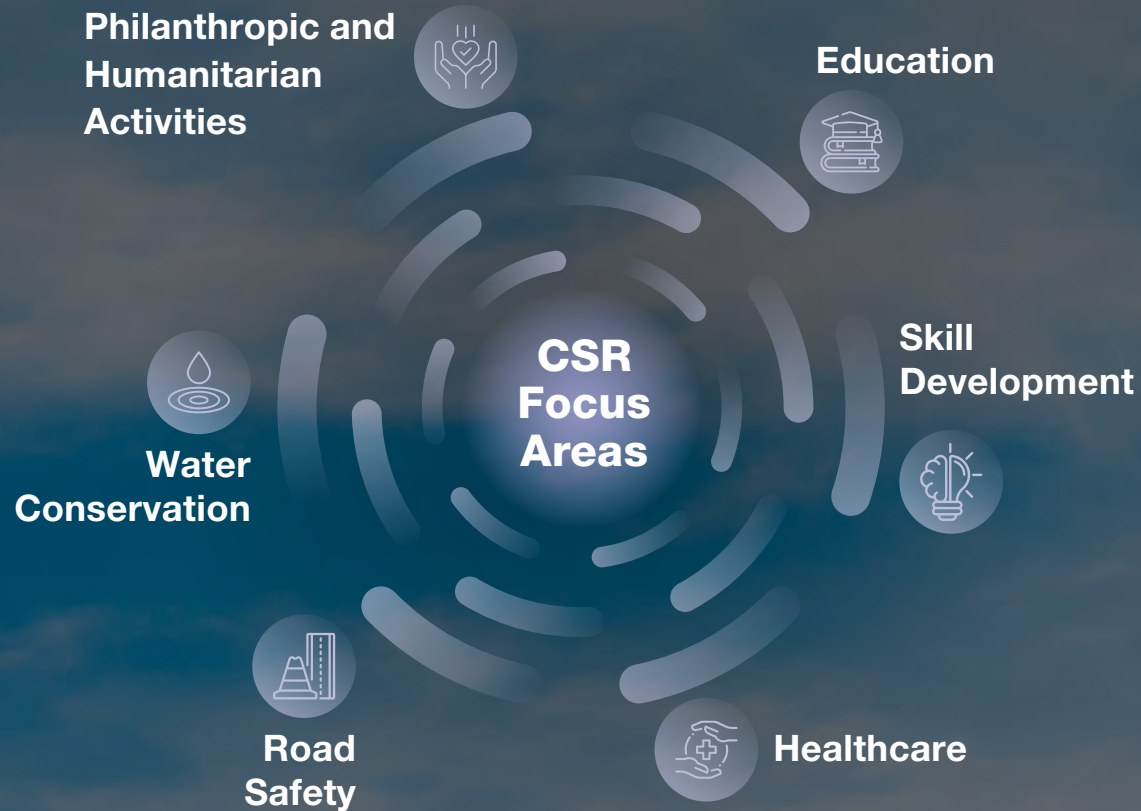 Philanthropic and
Humanitarian
Activities
Education
CSR
Focus
Areas
Skill
Development
Water
Conservation
Road
Safety
Healthcare